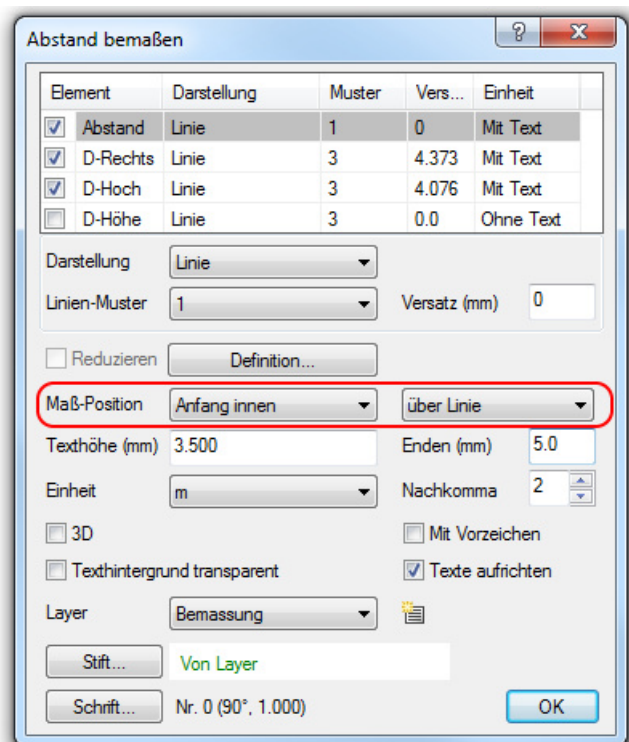 Abstand bemaßen
Element Darstellung Muster Vers... Einheit
Abstand Linie 1 0 Mit Text
D-Rechts Linie 3 4.373 Mit Text
D-Hoch Linie 3 4.076 Mit Text
D-Höhe Linie 3 0.0 Ohne Text
Darstellung Linie
Linien-Muster 1 Versatz (mm) 0
Reduzieren Definition...
Maß-Position Anfang innen über Linie
Texthöhe (mm) 3.500 Enden (mm) 5.0
Einheit m Nachkomma 2
3D Mit Vorzeichen
Texthintergrund transparent Texte aufrichten
Layer Bemassung
Stift... Von Layer
Schrift... Nr. 0 (90°, 1.000) OK